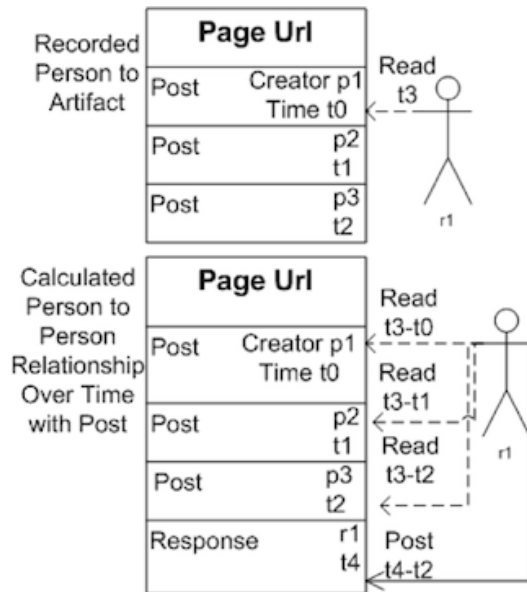 Recorded
Person to
Artifact
Page Url
Post Creator p1
Time t0
Post p2
t1
Post p3
t2
Read
t3
r1
Calculated
Person to
Person
Relationship
Over Time
with Post
Page Url
Post Creator p1
Time t0
Post p2
t1
Post p3
t2
Response r1
t4
Read
t3-t0
Read
t3-t1
Read
t3-t2
Post
t4-t2
r1